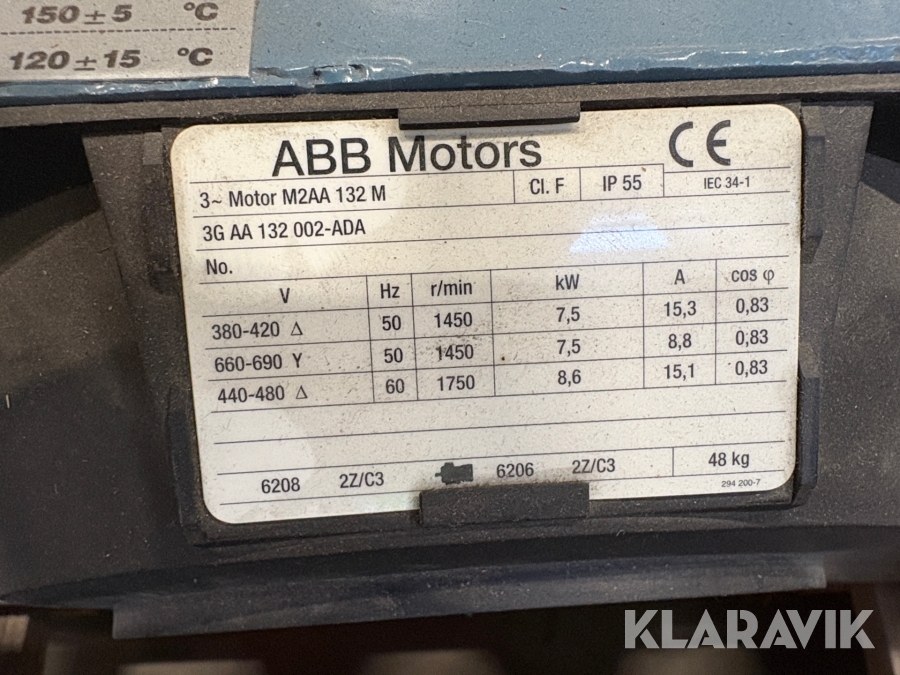 150±5 °C
120±15 °C
ABB Motors CE
3~ Motor M2AA 132 M Cl. F IP 55 IEC 34-1
3G AA 132 002-ADA
No.
V Hz r/min kW A cos φ
380-420 Δ 50 1450 7,5 15,3 0,83
660-690 Y 50 1450 7,5 8,8 0,83
440-480 Δ 60 1750 8,6 15,1 0,83
6208 2Z/C3 6206 2Z/C3 48 kg
294 200-7
KLARAVIK